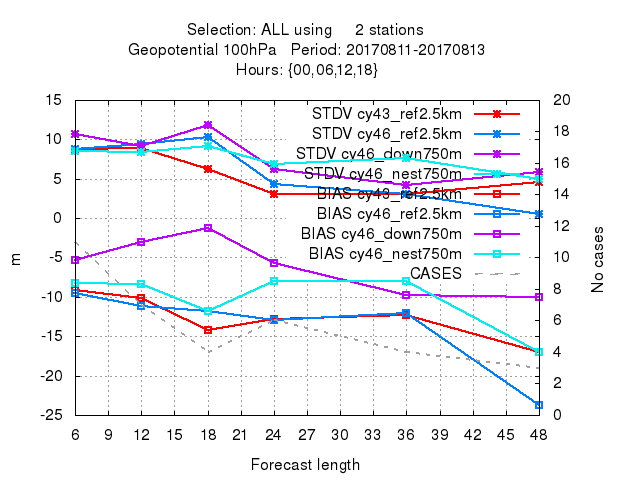 Selection: ALL using     2 stations
Geopotential 100hPa   Period: 20170811-20170813
Hours: {00,06,12,18}
15
10
5
0
-5
-10
-15
-20
-25
m
STDV cy43_ref2.5km
STDV cy46_ref2.5km
STDV cy46_down750m
STDV cy46_nest750m
BIAS cy43_ref2.5km
BIAS cy46_ref2.5km
BIAS cy46_down750m
BIAS cy46_nest750m
CASES
20
18
16
14
12
10
8
6
4
2
0
No cases
6 9 12 15 18 21 24 27 30 33 36 39 42 45 48
Forecast length